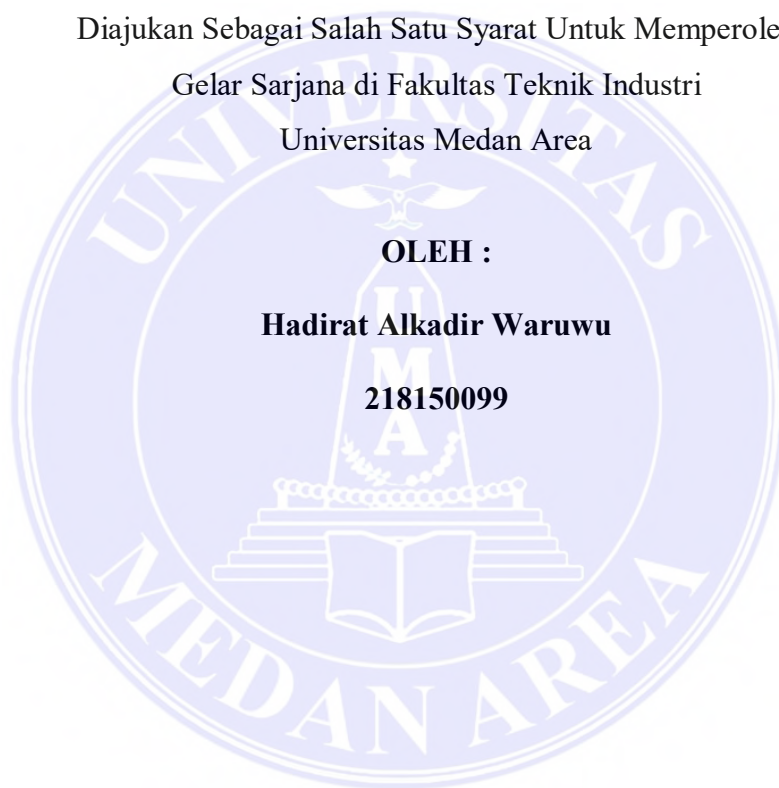 Diajukan Sebagai Salah Satu Syarat Untuk Memperole
Gelar Sarjana di Fakultas Teknik Industri
Universitas Medan Area
OLEH :
Hadirat Alkadir Waruwu
218150099
UNIVERSITAS
MEDAN AREA
U
M
A